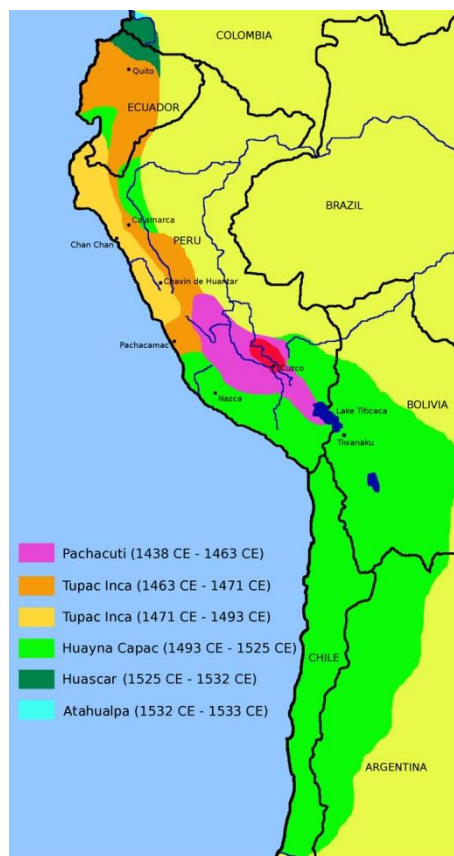 COLOMBIA
Quito
ECUADOR
BRAZIL
Cajamarca
Chan Chan
PERU
Chavin de Huantar
Pachacamac
Cuzco
Nazca
BOLIVIA
Lake Titicaca
Tiwanaku
Pachacuti (1438 CE - 1463 CE)
Tupac Inca (1463 CE - 1471 CE)
Tupac Inca (1471 CE - 1493 CE)
Huayna Capac (1493 CE - 1525 CE)
CHILE
Huascar (1525 CE - 1532 CE)
Atahualpa (1532 CE - 1533 CE)
ARGENTINA